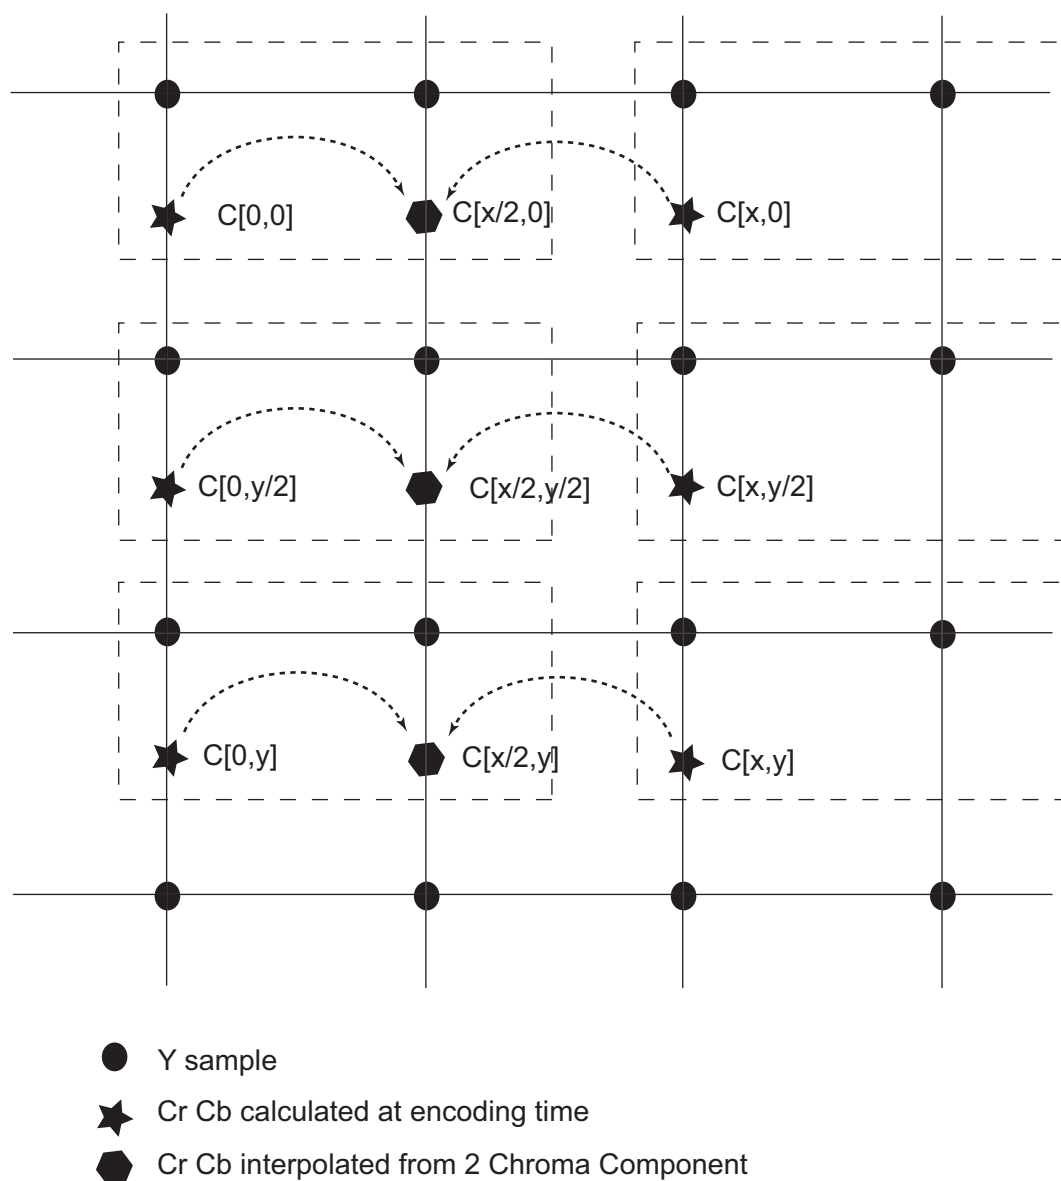 C[0,0] C[x/2,0] C[x,0]
C[0,y/2] C[x/2,y/2] C[x,y/2]
C[0,y] C[x/2,y] C[x,y]
Y sample
Cr Cb calculated at encoding time
Cr Cb interpolated from 2 Chroma Component